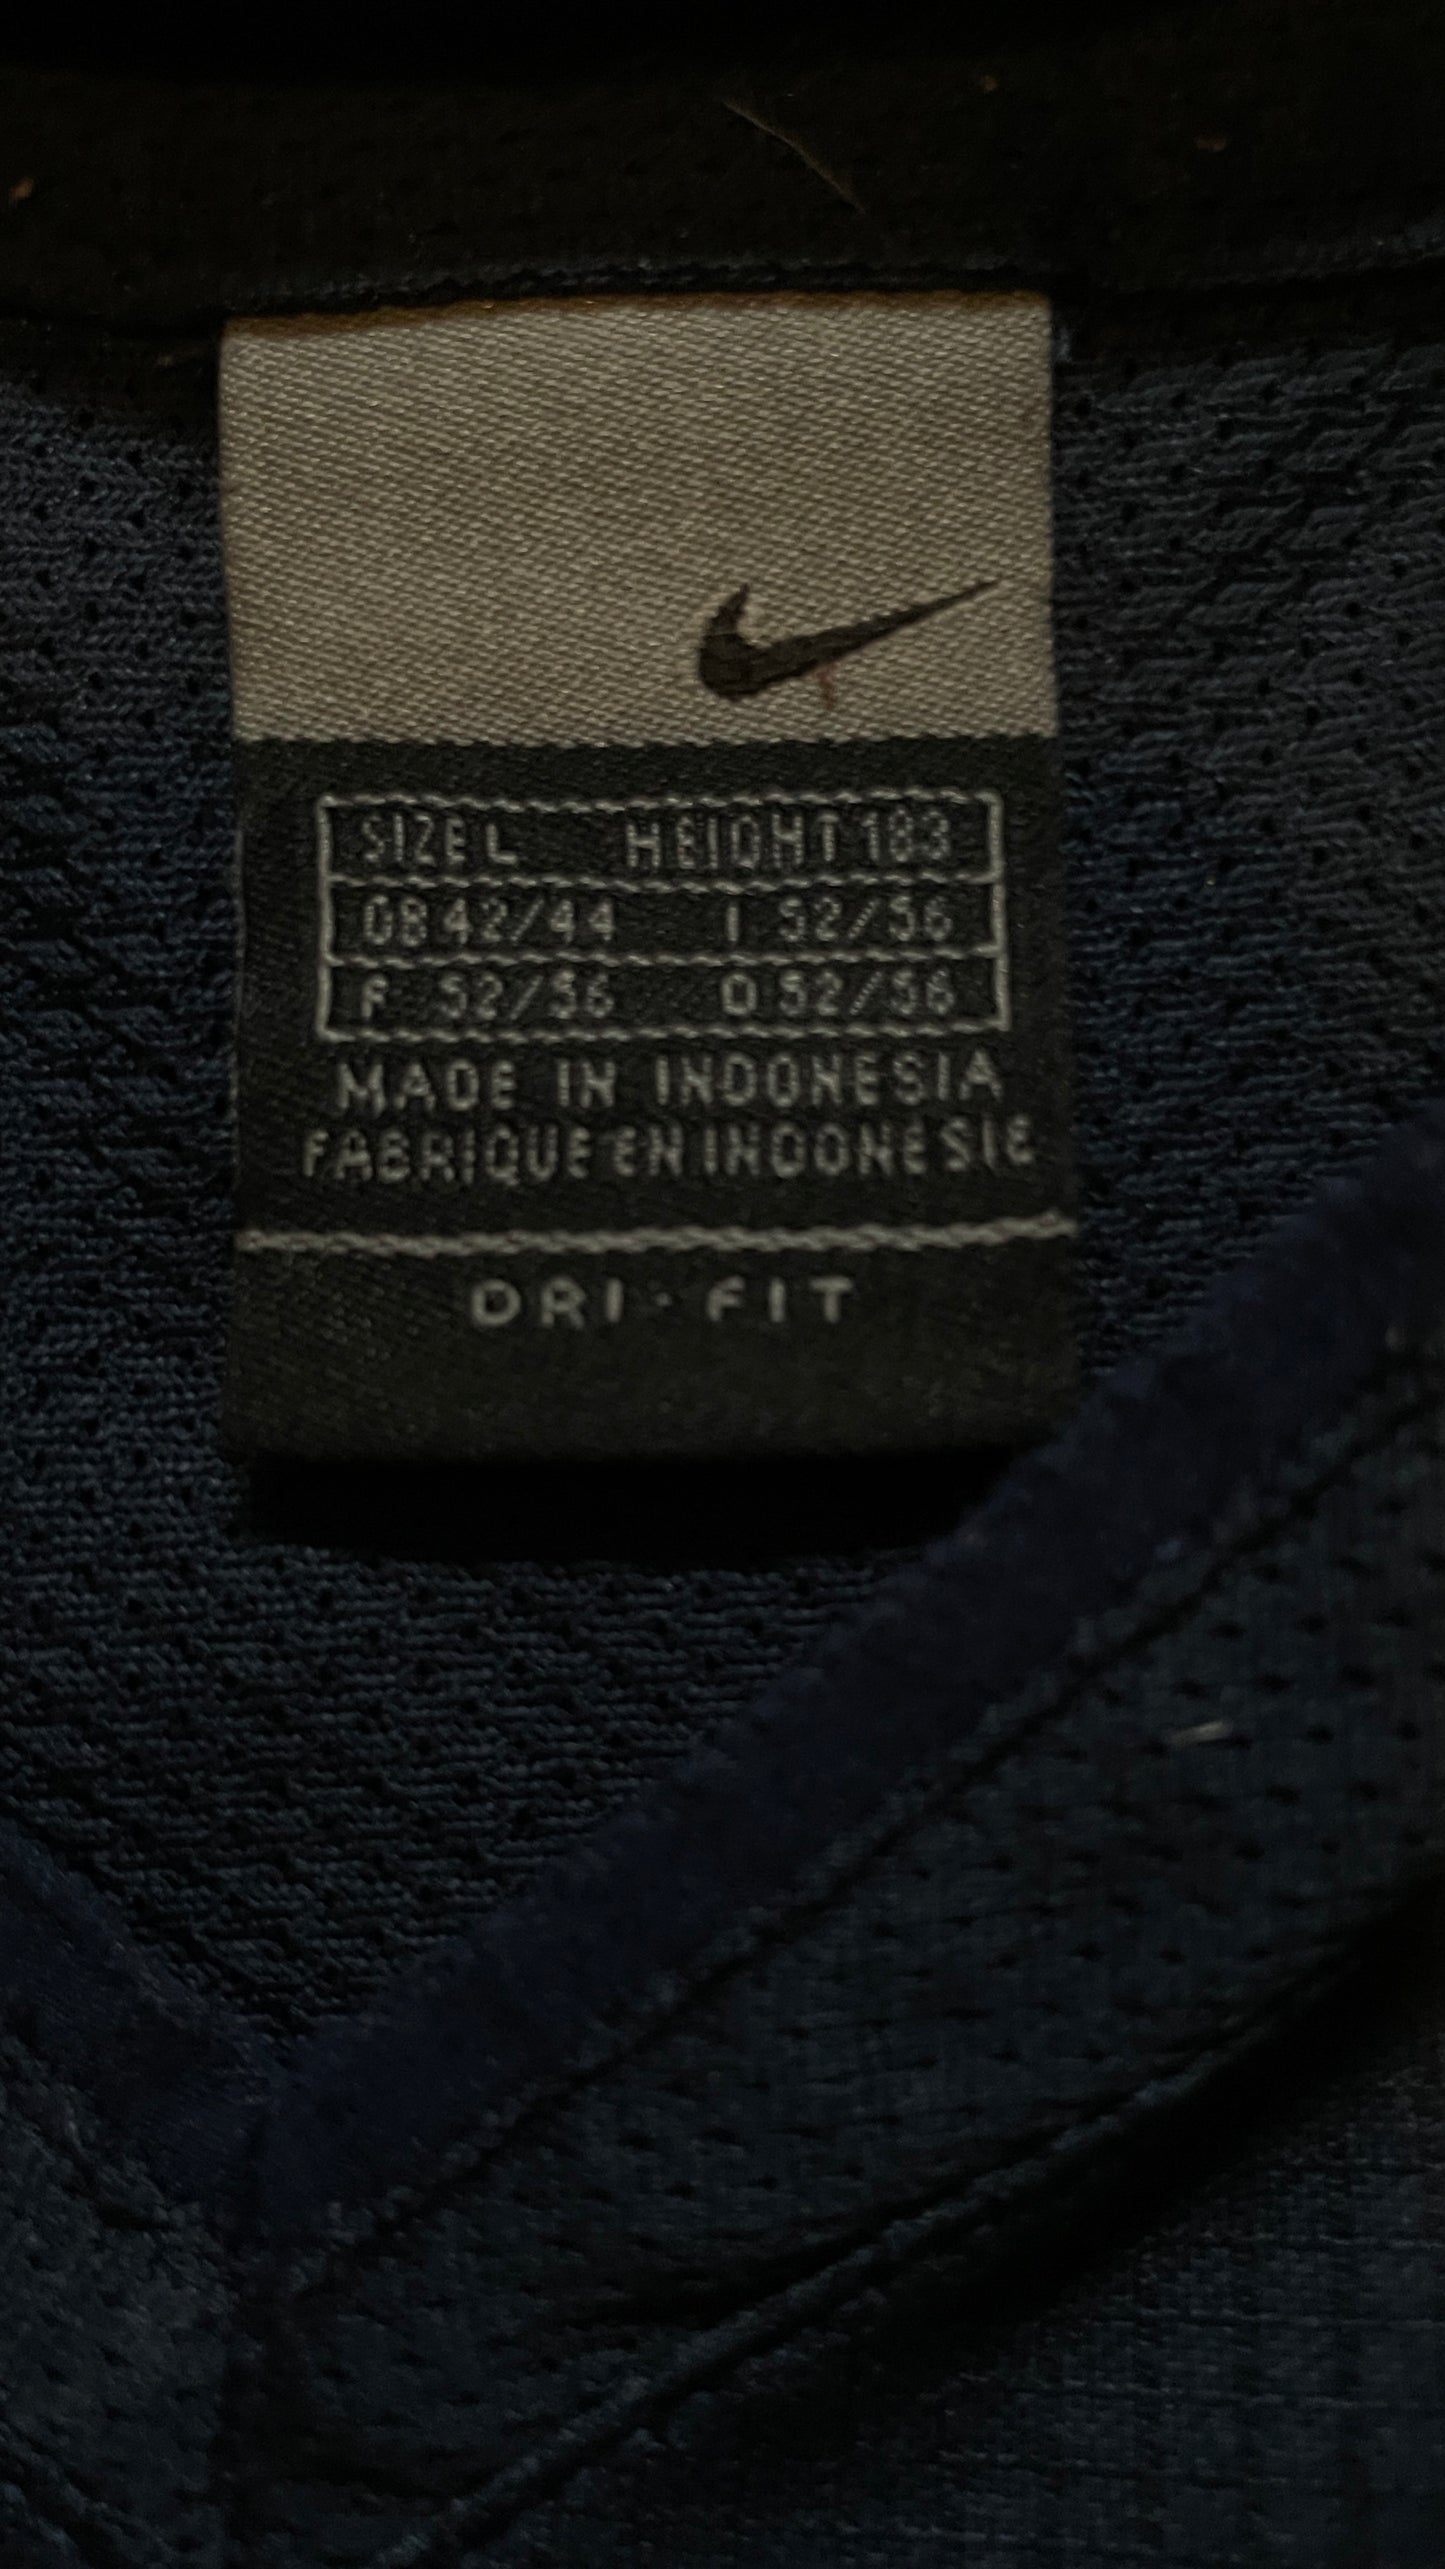 SIZE L HEIGHT 183
GB 42/44 I 52/56
F 52/56 D 52/56
MADE IN INDONESIA
FABRIQUE EN INDONÉSIE
DRI-FIT